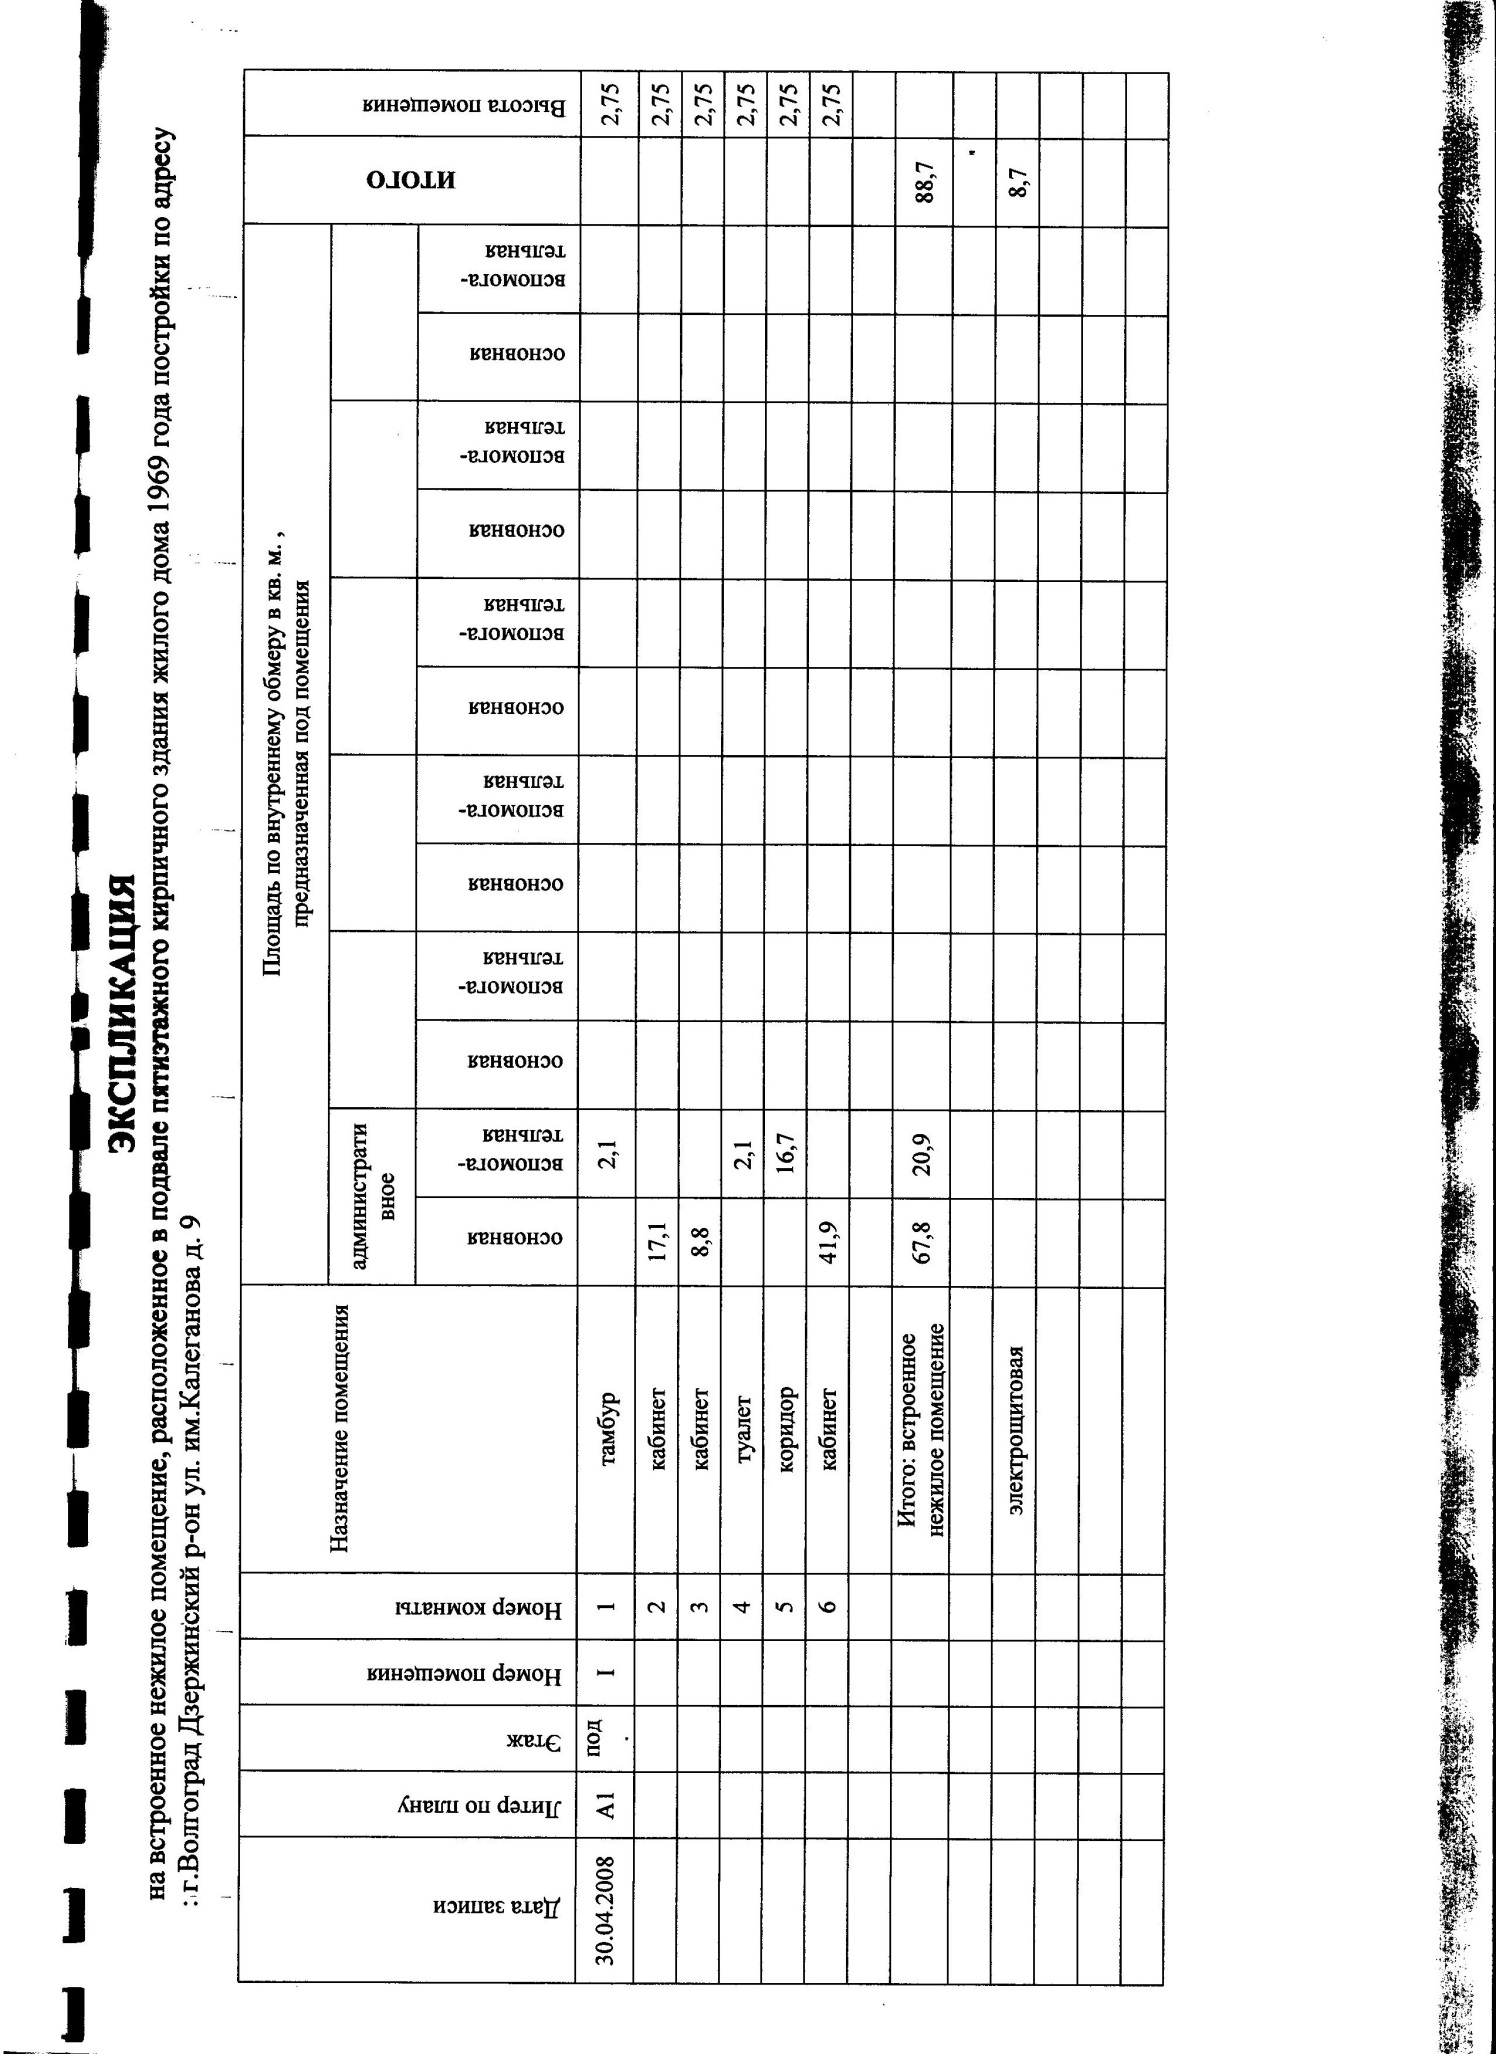 ЭКСПЛИКАЦИЯ
на встроенное нежилое помещение, расположенное в подвале пятиэтажного кирпичного здания жилого дома 1969 года постройки по адресу
: г.Волгоград Дзержинский р-он ул. им.Калеганова д. 9
Дата записи
Литер по плану
Этаж
Номер помещения
Номер комнаты
Назначение помещения
Площадь по внутреннему обмеру в кв. м. ,
предназначенная под помещения
ИТОГО
Высота помещения
администрати
вное
основная
вспомога-
тельная
основная
вспомога-
тельная
основная
вспомога-
тельная
основная
вспомога-
тельная
основная
вспомога-
тельная
основная
вспомога-
тельная
30.04.2008 А1 под I 1 тамбур 2,1 2,75
.
2 кабинет 17,1 2,75
3 кабинет 8,8 2,75
4 туалет 2,1 2,75
5 коридор 16,7 2,75
6 кабинет 41,9 2,75
Итого: встроенное
нежилое помещение 67,8 20,9 88,7
электрощитовая 8,7